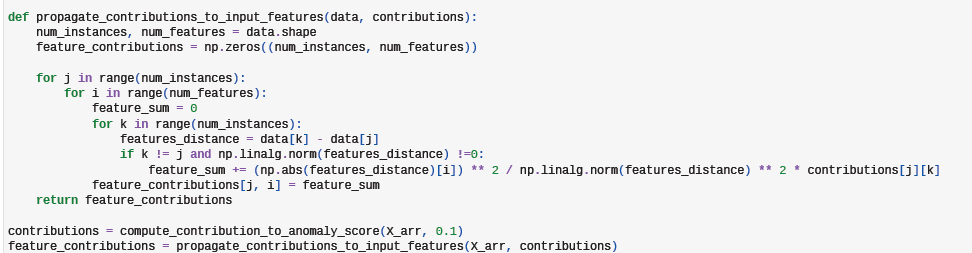 def propagate_contributions_to_input_features(data, contributions):
    num_instances, num_features = data.shape
    feature_contributions = np.zeros((num_instances, num_features))

    for j in range(num_instances):
        for i in range(num_features):
            feature_sum = 0
            for k in range(num_instances):
                features_distance = data[k] - data[j]
                if k != j and np.linalg.norm(features_distance) !=0:
                    feature_sum += (np.abs(features_distance)[i]) ** 2 / np.linalg.norm(features_distance) ** 2 * contributions[j][k]
            feature_contributions[j, i] = feature_sum
    return feature_contributions

contributions = compute_contribution_to_anomaly_score(X_arr, 0.1)
feature_contributions = propagate_contributions_to_input_features(X_arr, contributions)